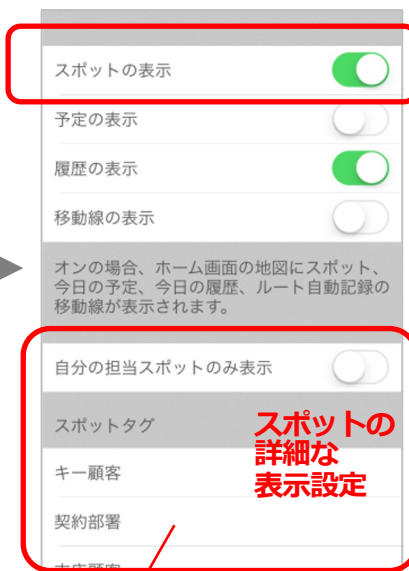 スポットの表示
予定の表示
履歴の表示
移動線の表示
オンの場合、ホーム画面の地図にスポット、
今日の予定、今日の履歴、ルート自動記録の
移動線が表示されます。
自分の担当スポットのみ表示
スポットタグ
スポットの
詳細な
表示設定
キー顧客
契約部署